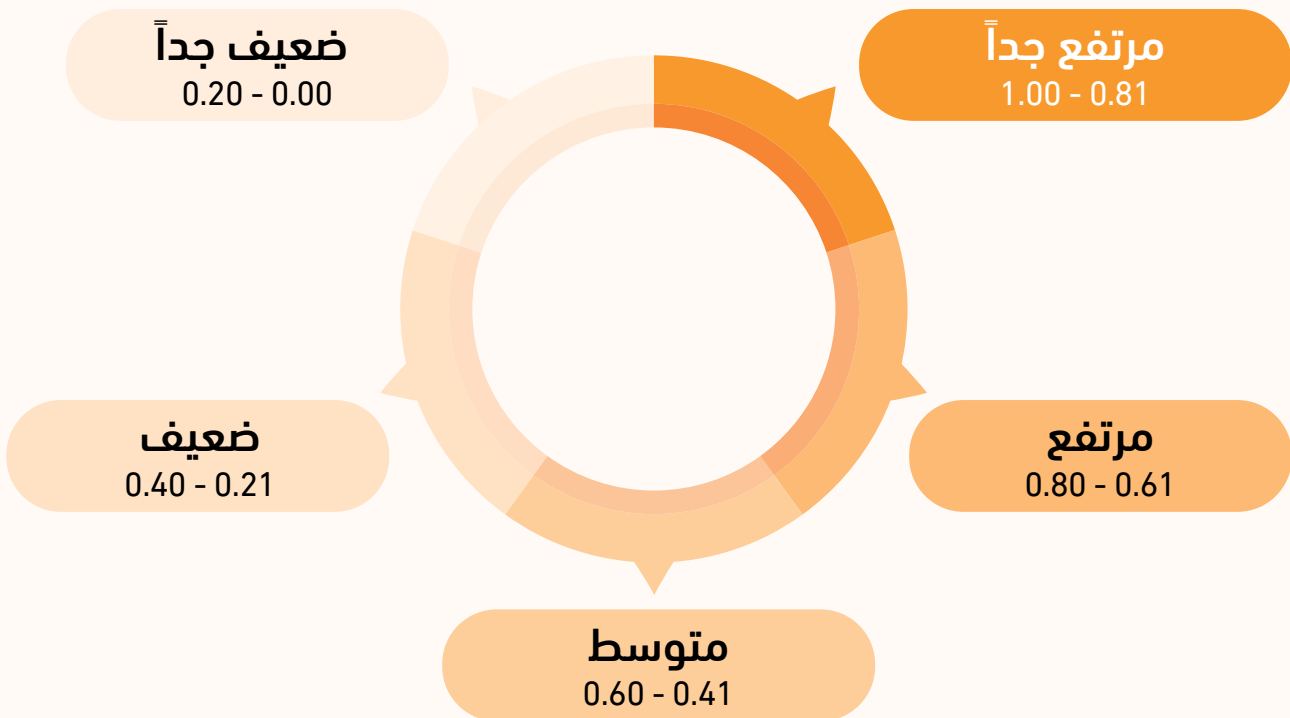 مرتفع جداً
1.00 - 0.81
مرتفع
0.80 - 0.61
متوسط
0.60 - 0.41
ضعيف
0.40 - 0.21
ضعيف جداً
0.20 - 0.00